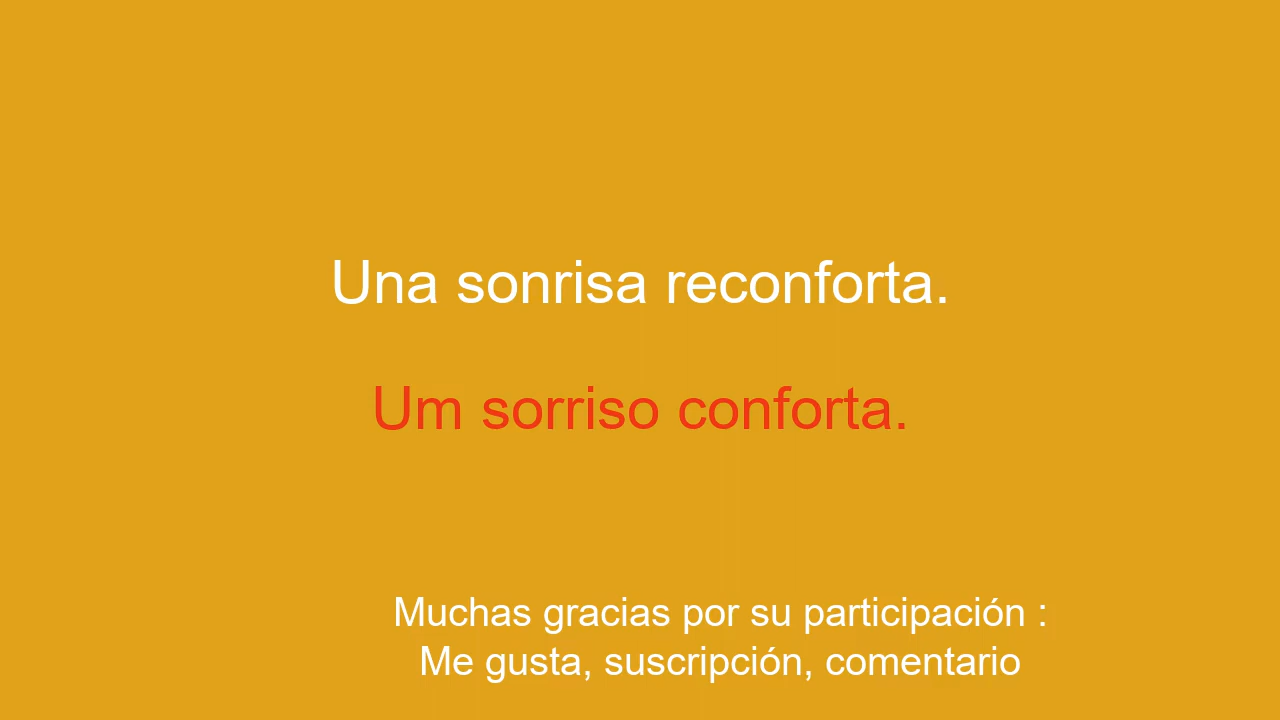 Una sonrisa reconforta.
Um sorriso conforta.
Muchas gracias por su participación :
Me gusta, suscripción, comentario